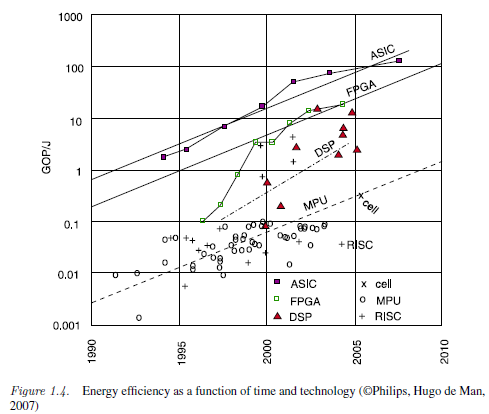 1000
100
10
1
0.1
0.01
0.001
GOP/J
ASIC
FPGA
DSP
MPU
cell
RISC
ASIC
FPGA
DSP
x cell
o MPU
+ RISC
1990
1995
2000
2005
2010
Figure 1.4. Energy efficiency as a function of time and technology (©Philips, Hugo de Man,
2007)